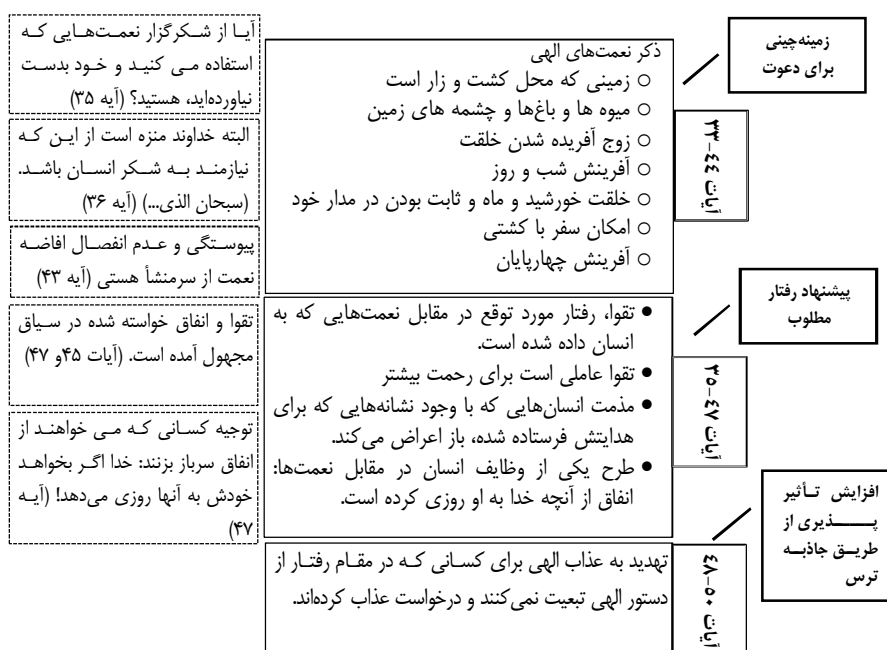 زمینه‌چینی
برای دعوت
آیات ۴۴-۳۳
ذکر نعمت‌های الهی
○ زمینی که محل کشت و زار است
○ میوه ها و باغ‌ها و چشمه های زمین
○ زوج آفریده شدن خلقت
○ آفرینش شب و روز
○ خلقت خورشید و ماه و ثابت بودن در مدار خود
○ امکان سفر با کشتی
○ آفرینش چهارپایان
آیا از شکرگزار نعمت‌هایی که
استفاده می کنید و خود بدست
نیاورده‌اید، هستید؟ (آیه ۳۵)
البته خداوند منزه است از این که
نیازمند به شکر انسان باشد.
(سبحان الذی...) (آیه ۳۶)
پیوستگی و عدم انفصال افاضه
نعمت از سرمنشأ هستی (آیه ۴۳)
پیشنهاد رفتار
مطلوب
آیات ۴۷-۳۵
● تقوا، رفتار مورد توقع در مقابل نعمت‌هایی که به
انسان داده شده است.
● تقوا عاملی است برای رحمت بیشتر
● مذمت انسان‌هایی که با وجود نشانه‌هایی که برای
هدایتش فرستاده شده، باز اعراض می‌کند.
● طرح یکی از وظایف انسان در مقابل نعمت‌ها:
انفاق از آنچه خدا به او روزی کرده است.
تقوا و انفاق خواسته شده در سیاق
مجهول آمده است. (آیات ۴۵و ۴۷)
توجیه کسانی که می خواهند از
انفاق سرباز بزنند: خدا اگر بخواهد
خودش به آنها روزی می‌دهد! (آیه
۴۷)
افزایش تأثیر
پذیری از
طریق جاذبه
ترس
آیات ۵۰-۴۸
تهدید به عذاب الهی برای کسانی که در مقام رفتار از
دستور الهی تبعیت نمی‌کنند و درخواست عذاب کرده‌اند.